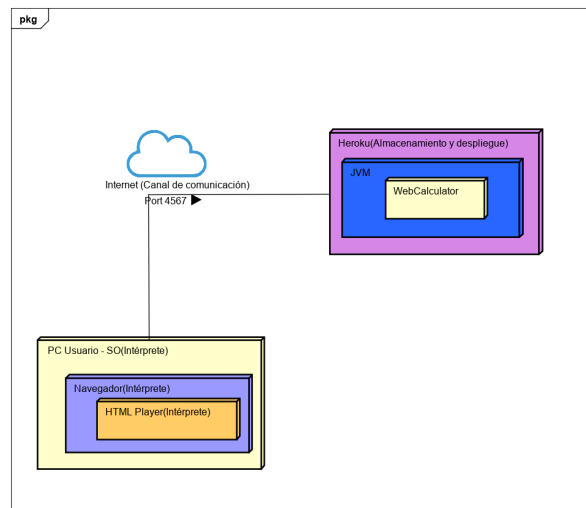 pkg
Heroku(Almacenamiento y despliegue)
JVM
WebCalculator
Internet (Canal de comunicación)
Port 4567
PC Usuario - SO(Intérprete)
Navegador(Intérprete)
HTML Player(Intérprete)